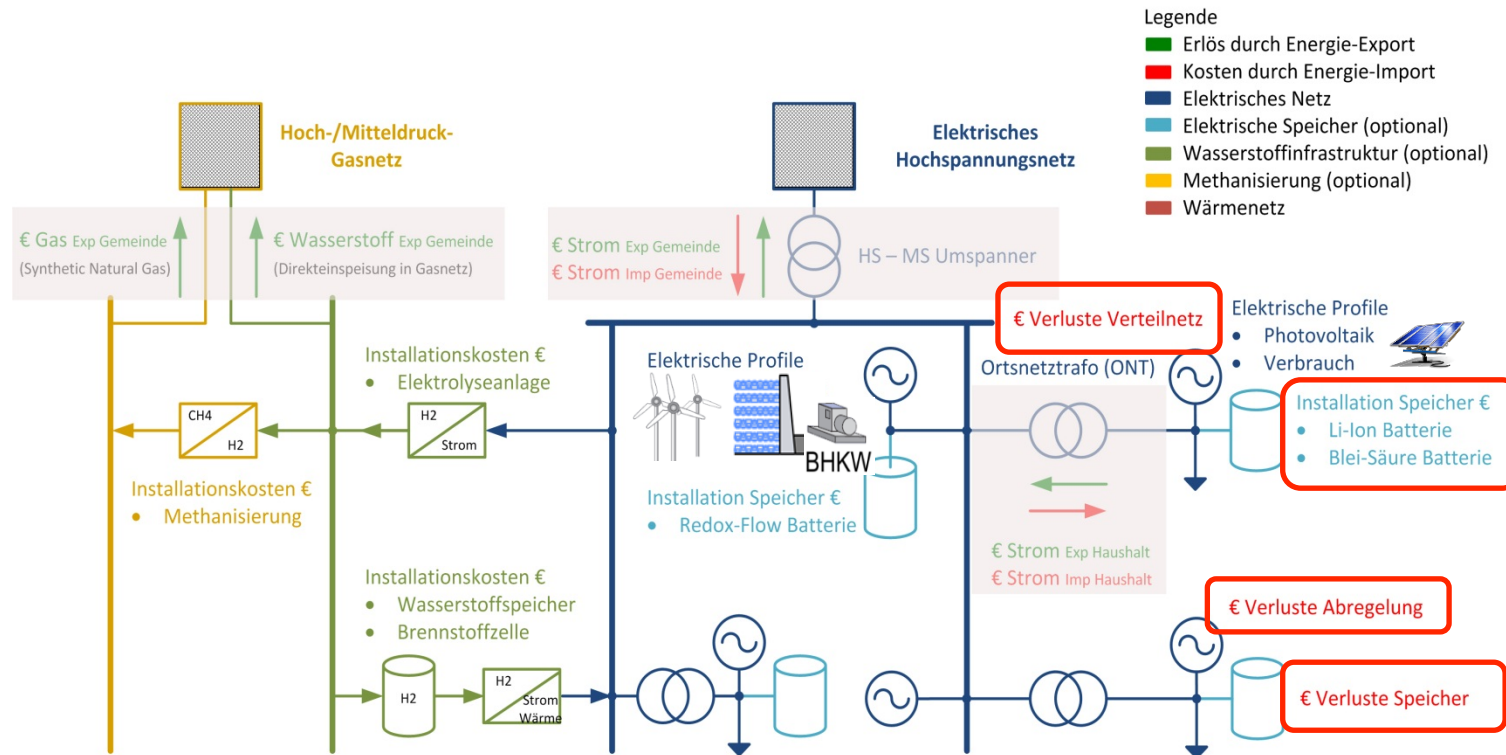 Legende
Erlös durch Energie-Export
Kosten durch Energie-Import
Elektrisches Netz
Elektrische Speicher (optional)
Wasserstoffinfrastruktur (optional)
Methanisierung (optional)
Wärmenetz
Hoch-/Mitteldruck-
Gasnetz
Elektrisches
Hochspannungsnetz
€ Gas Exp Gemeinde
(Synthetic Natural Gas)
€ Wasserstoff Exp Gemeinde
(Direkteinspeisung in Gasnetz)
€ Strom Exp Gemeinde
€ Strom Imp Gemeinde
HS – MS Umspanner
€ Verluste Verteilnetz
Elektrische Profile
• Photovoltaik
• Verbrauch
Installationskosten €
• Elektrolyseanlage
Elektrische Profile
Ortsnetztrafo (ONT)
CH4
H2
H2
Strom
BHKW
Installation Speicher €
• Li-Ion Batterie
• Blei-Säure Batterie
Installationskosten €
• Methanisierung
Installation Speicher €
• Redox-Flow Batterie
€ Strom Exp Haushalt
€ Strom Imp Haushalt
Installationskosten €
• Wasserstoffspeicher
• Brennstoffzelle
€ Verluste Abregelung
H2
H2
Strom
Wärme
€ Verluste Speicher